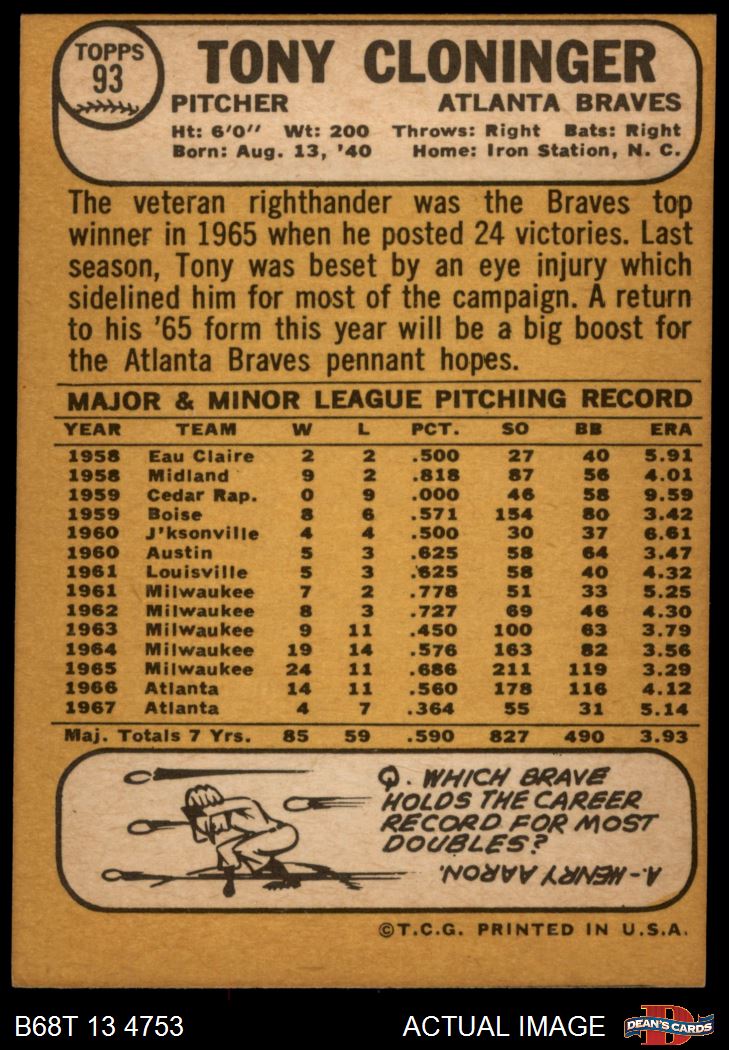 TOPPS
93
TONY CLONINGER
PITCHER ATLANTA BRAVES
Ht: 6'0" Wt: 200 Throws: Right Bats: Right
Born: Aug. 13, '40 Home: Iron Station, N. C.
The veteran righthander was the Braves top
winner in 1965 when he posted 24 victories. Last
season, Tony was beset by an eye injury which
sidelined him for most of the campaign. A return
to his '65 form this year will be a big boost for
the Atlanta Braves pennant hopes.
MAJOR & MINOR LEAGUE PITCHING RECORD
YEAR TEAM W L PCT. SO BB ERA
1958 Eau Claire 2 2 .500 27 40 5.91
1958 Midland 9 2 .818 87 56 4.01
1959 Cedar Rap. 0 9 .000 46 58 9.59
1959 Boise 8 6 .571 154 80 3.42
1960 J'ksonville 4 4 .500 30 37 6.61
1960 Austin 5 3 .625 58 64 3.47
1961 Louisville 5 3 .625 58 40 4.32
1961 Milwaukee 7 2 .778 51 33 5.25
1962 Milwaukee 8 3 .727 69 46 4.30
1963 Milwaukee 9 11 .450 100 63 3.79
1964 Milwaukee 19 14 .576 163 82 3.56
1965 Milwaukee 24 11 .686 211 119 3.29
1966 Atlanta 14 11 .560 178 116 4.12
1967 Atlanta 4 7 .364 55 31 5.14
Maj. Totals 7 Yrs. 85 59 .590 827 490 3.93
Q. WHICH BRAVE
HOLDS THE CAREER
RECORD FOR MOST
DOUBLES?
A-HENRY AARON.
©T.C.G. PRINTED IN U.S.A.
B68T 13 4753 ACTUAL IMAGE
D
DEAN'S CARDS